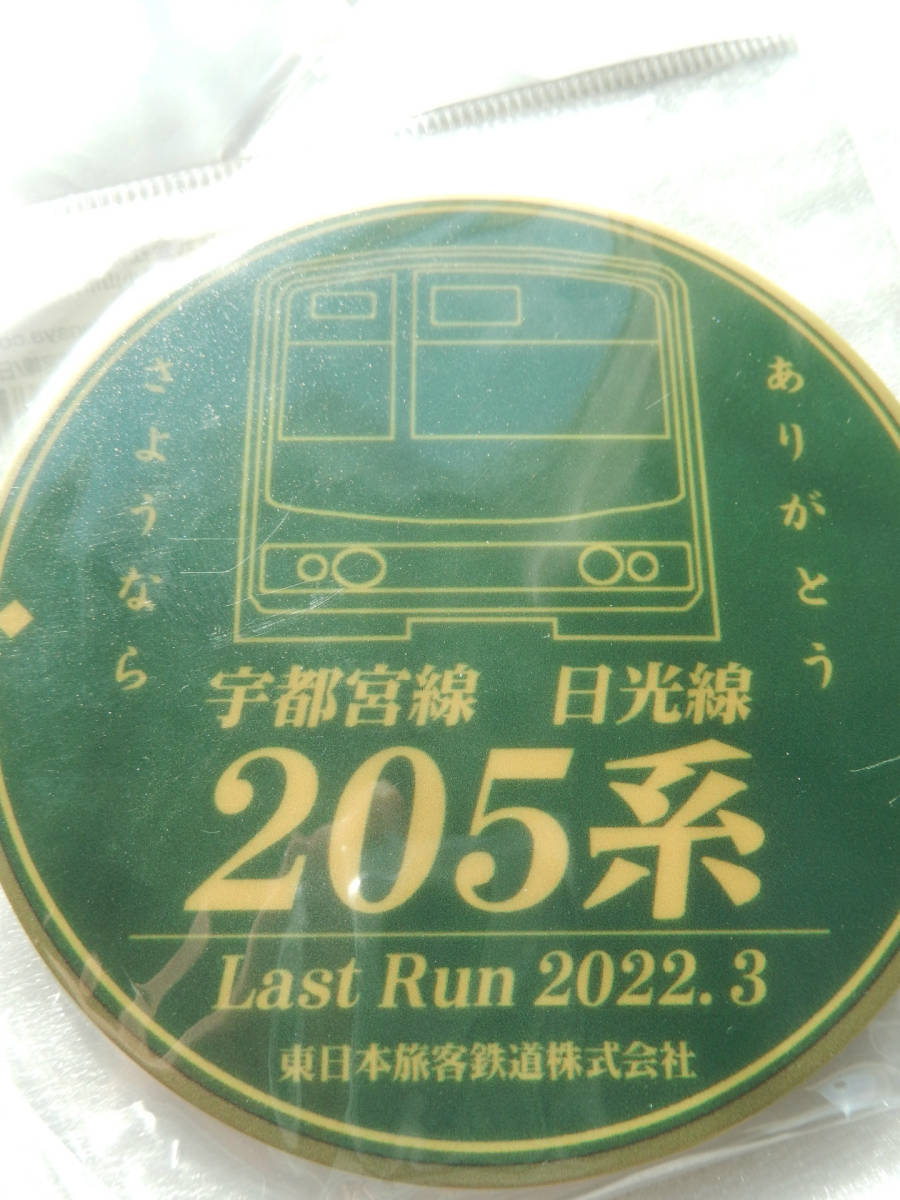 ありがとう
さようなら
宇都宮線　日光線
205系
Last Run 2022.3
東日本旅客鉄道株式会社